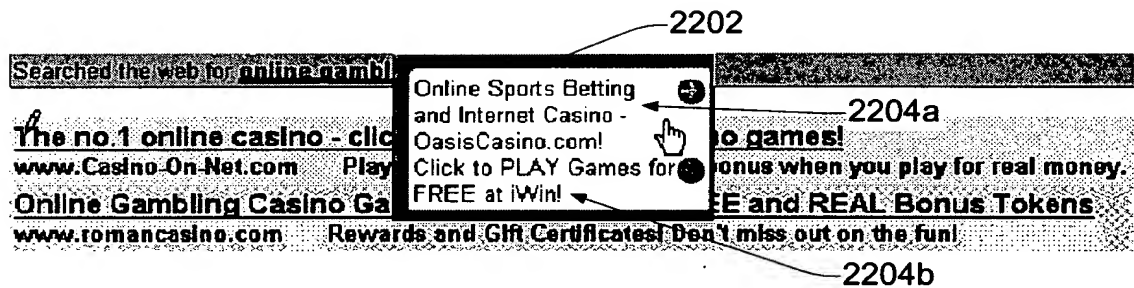 2202
Searched the web for online gambl
Online Sports Betting
and Internet Casino -
OasisCasino.com!
Click to PLAY Games for
FREE at iWin!
2204a
The no.1 online casino - clic o games!
www.Casino-On-Net.com Play onus when you play for real money.
Online Gambling Casino Ga EE and REAL Bonus Tokens
www.romancasino.com Rewards and Gift Certificates! Don't miss out on the fun!
2204b